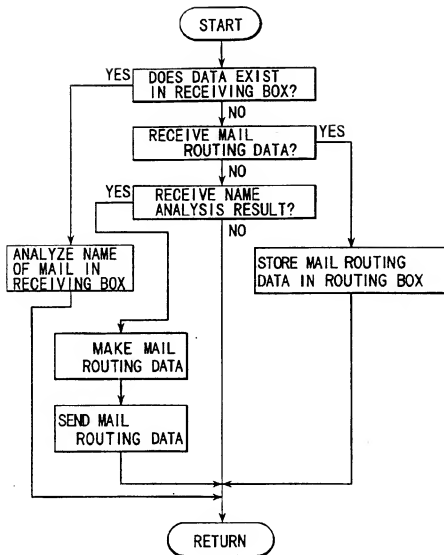 START
YES
DOES DATA EXIST
IN RECEIVING BOX?
NO
RECEIVE MAIL
ROUTING DATA?
YES
NO
YES
RECEIVE NAME
ANALYSIS RESULT?
NO
ANALYZE NAME
OF MAIL IN
RECEIVING BOX
STORE MAIL ROUTING
DATA IN ROUTING BOX
MAKE MAIL
ROUTING DATA
SEND MAIL
ROUTING DATA
RETURN